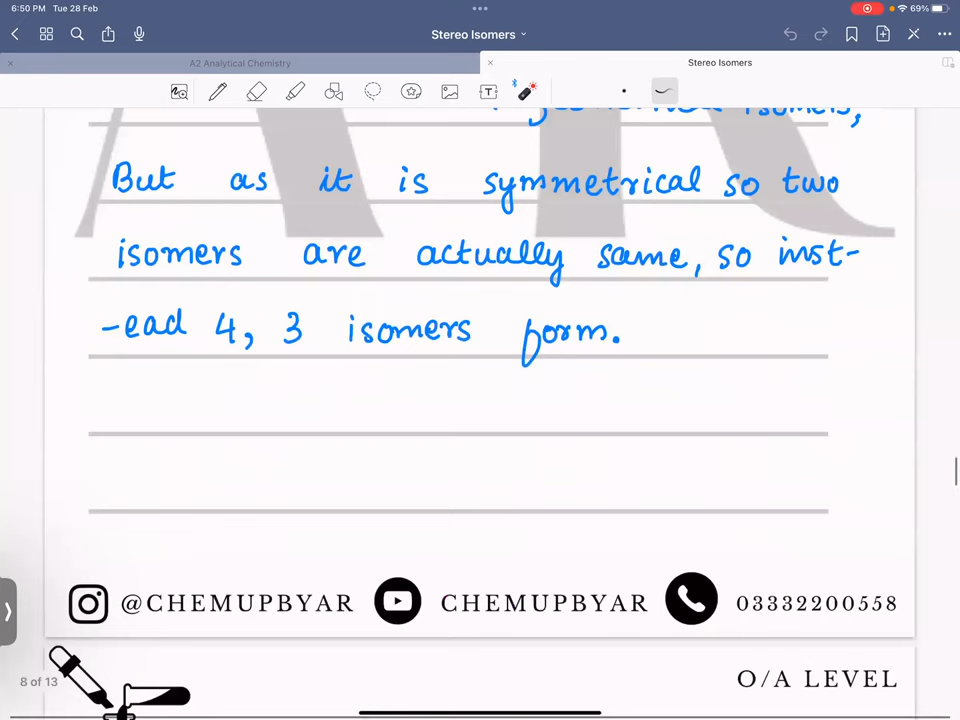 6:50 PM Tue 28 Feb
69%
Stereo Isomers
A2 Analytical Chemistry
Stereo Isomers
T
isomers,
But as it is symmetrical so two
isomers are actually same, so inst-
-ead 4, 3 isomers form.
@CHEMUPBYAR CHEMUPBYAR 03332200558
8 of 13
O/A LEVEL